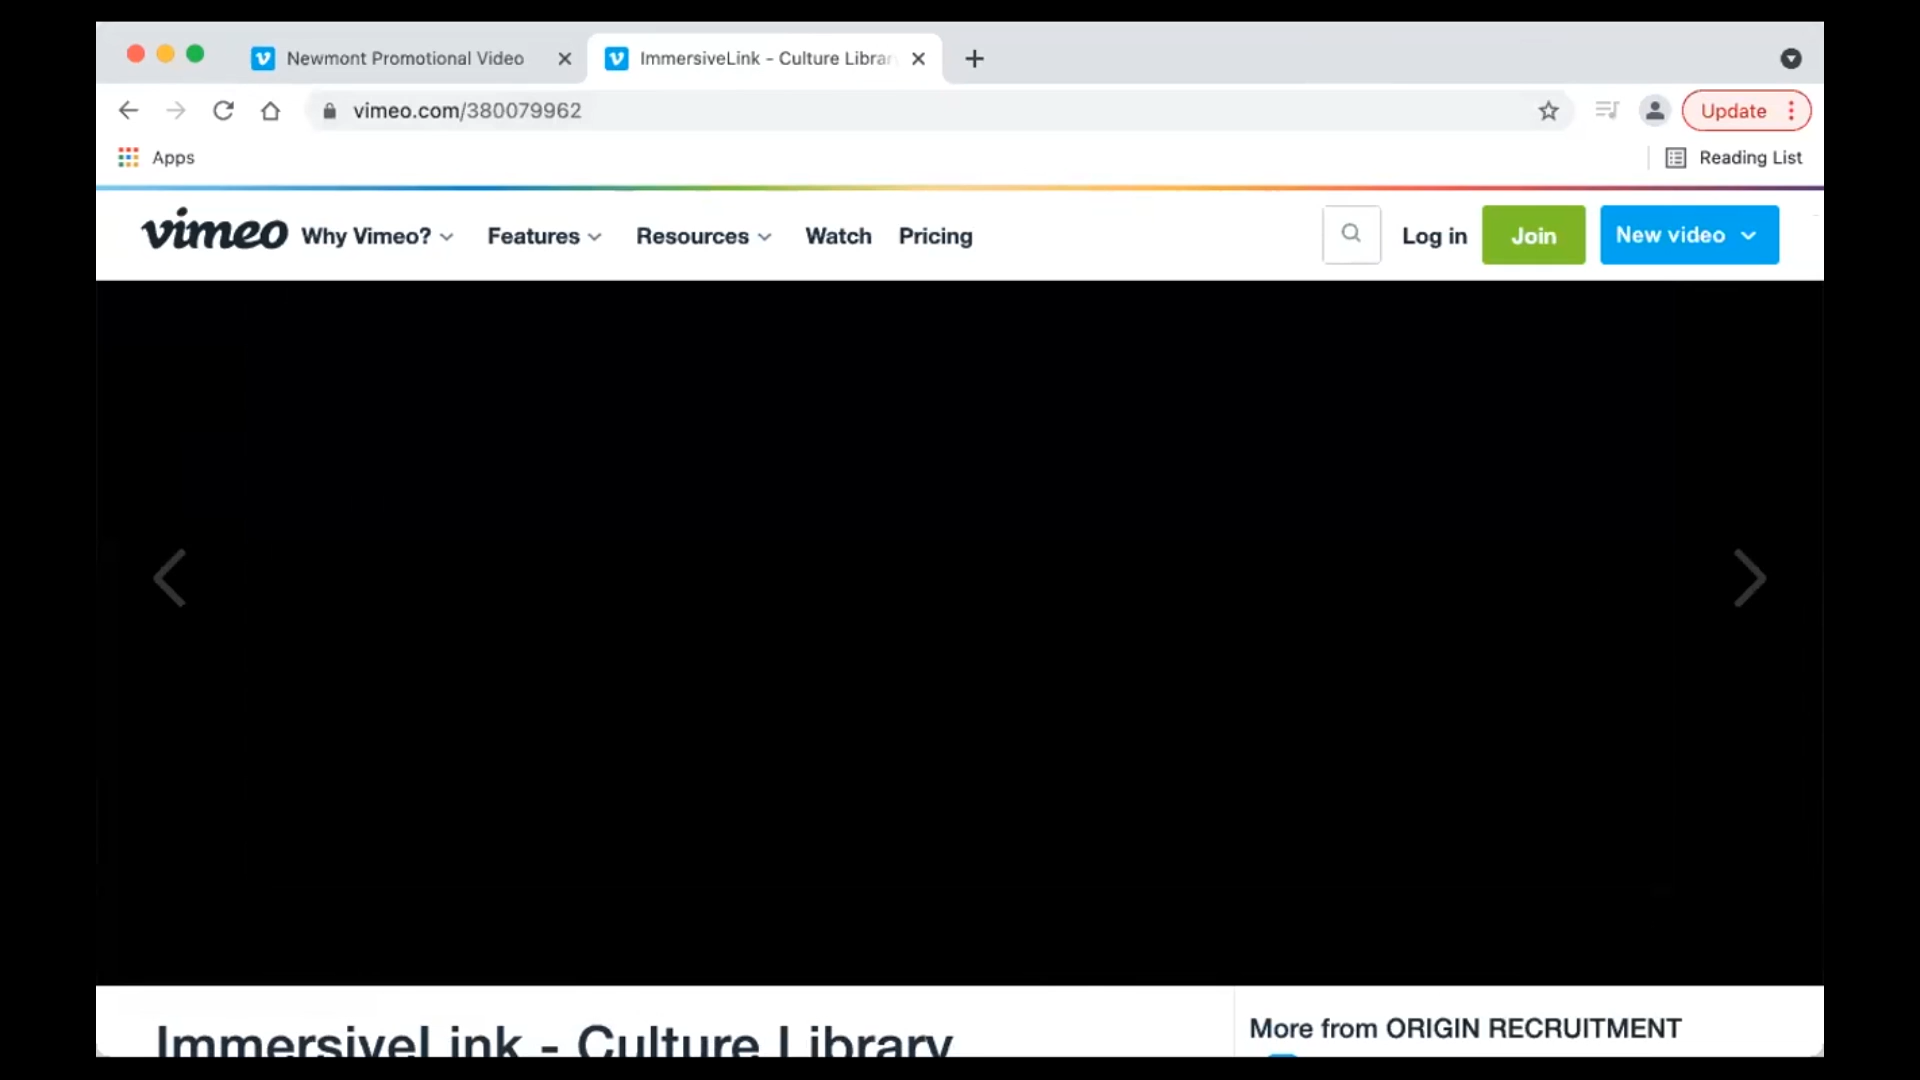 Newmont Promotional Video
ImmersiveLink - Culture Librar
vimeo.com/380079962
Update
Apps
Reading List
vimeo
Why Vimeo?
Features
Resources
Watch
Pricing
Log in
Join
New video
ImmersiveLink - Culture Library
More from ORIGIN RECRUITMENT